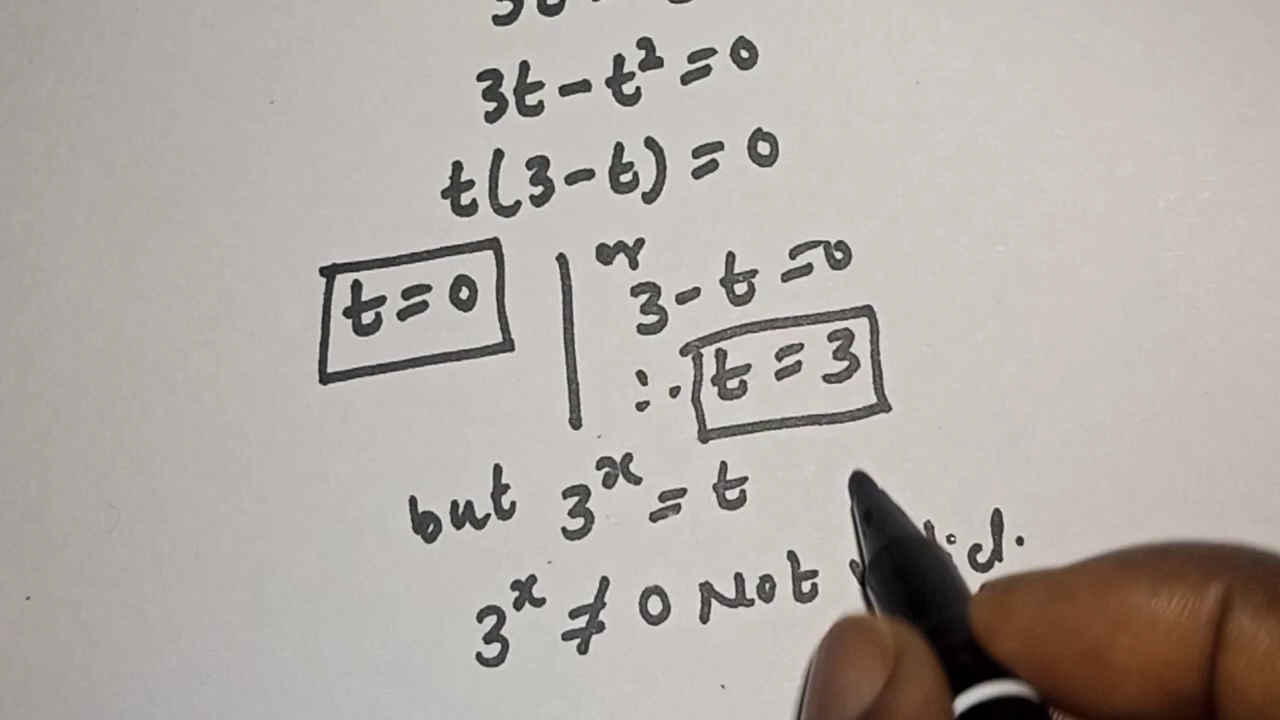 3t - t² = 0
t(3-t) = 0
t = 0
or
3 - t = 0
∴ t = 3
but 3ˣ = t
3ˣ ≠ 0 Not